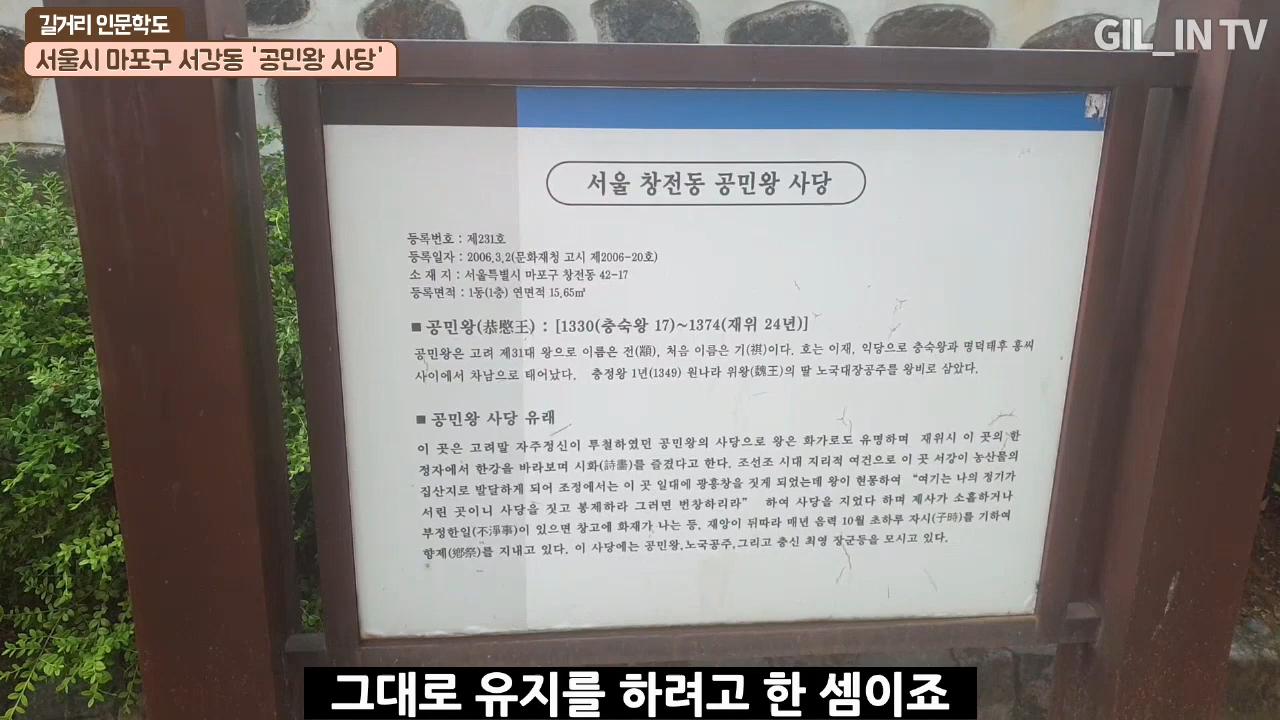 길거리 인문학도
서울시 마포구 서강동 '공민왕 사당'
GIL_IN TV
서울 창전동 공민왕 사당
등록번호 : 제231호
등록일자 : 2006.3.2(문화재청 고시 제2006-20호)
소 재 지 : 서울특별시 마포구 창전동 42-17
등록면적 : 1동(1층) 연면적 15.65㎡
■ 공민왕(恭愍王) : [1330(충숙왕 17)~1374(재위 24년)]
공민왕은 고려 제31대 왕으로 이름은 전(顓), 처음 이름은 기(祺)이다. 호는 이재, 익당으로 충숙왕과 명덕태후 홍씨
사이에서 차남으로 태어났다. 충정왕 1년(1349) 원나라 위왕(魏王)의 딸 노국대장공주를 왕비로 삼았다.
■ 공민왕 사당 유래
이 곳은 고려말 자주정신이 투철하였던 공민왕의 사당으로 왕은 화가로도 유명하며 재위시 이 곳의 한
정자에서 한강을 바라보며 시화(詩畵)를 즐겼다고 한다. 조선조 시대 지리적 여건으로 이 곳 서강이 농산물의
집산지로 발달하게 되어 조정에서는 이 곳 일대에 광흥창을 짓게 되었는데 왕이 현몽하여 “여기는 나의 정기가
서린 곳이니 사당을 짓고 봉제하라 그러면 번창하리라” 하여 사당을 지었다 하며 제사가 소홀하거나
부정한일(不淨事)이 있으면 창고에 화재가 나는 등, 재앙이 뒤따라 매년 음력 10월 초하루 자시(子時)를 기하여
향제(鄕祭)를 지내고 있다. 이 사당에는 공민왕,노국공주,그리고 충신 최영 장군등을 모시고 있다.
그대로 유지를 하려고 한 셈이죠